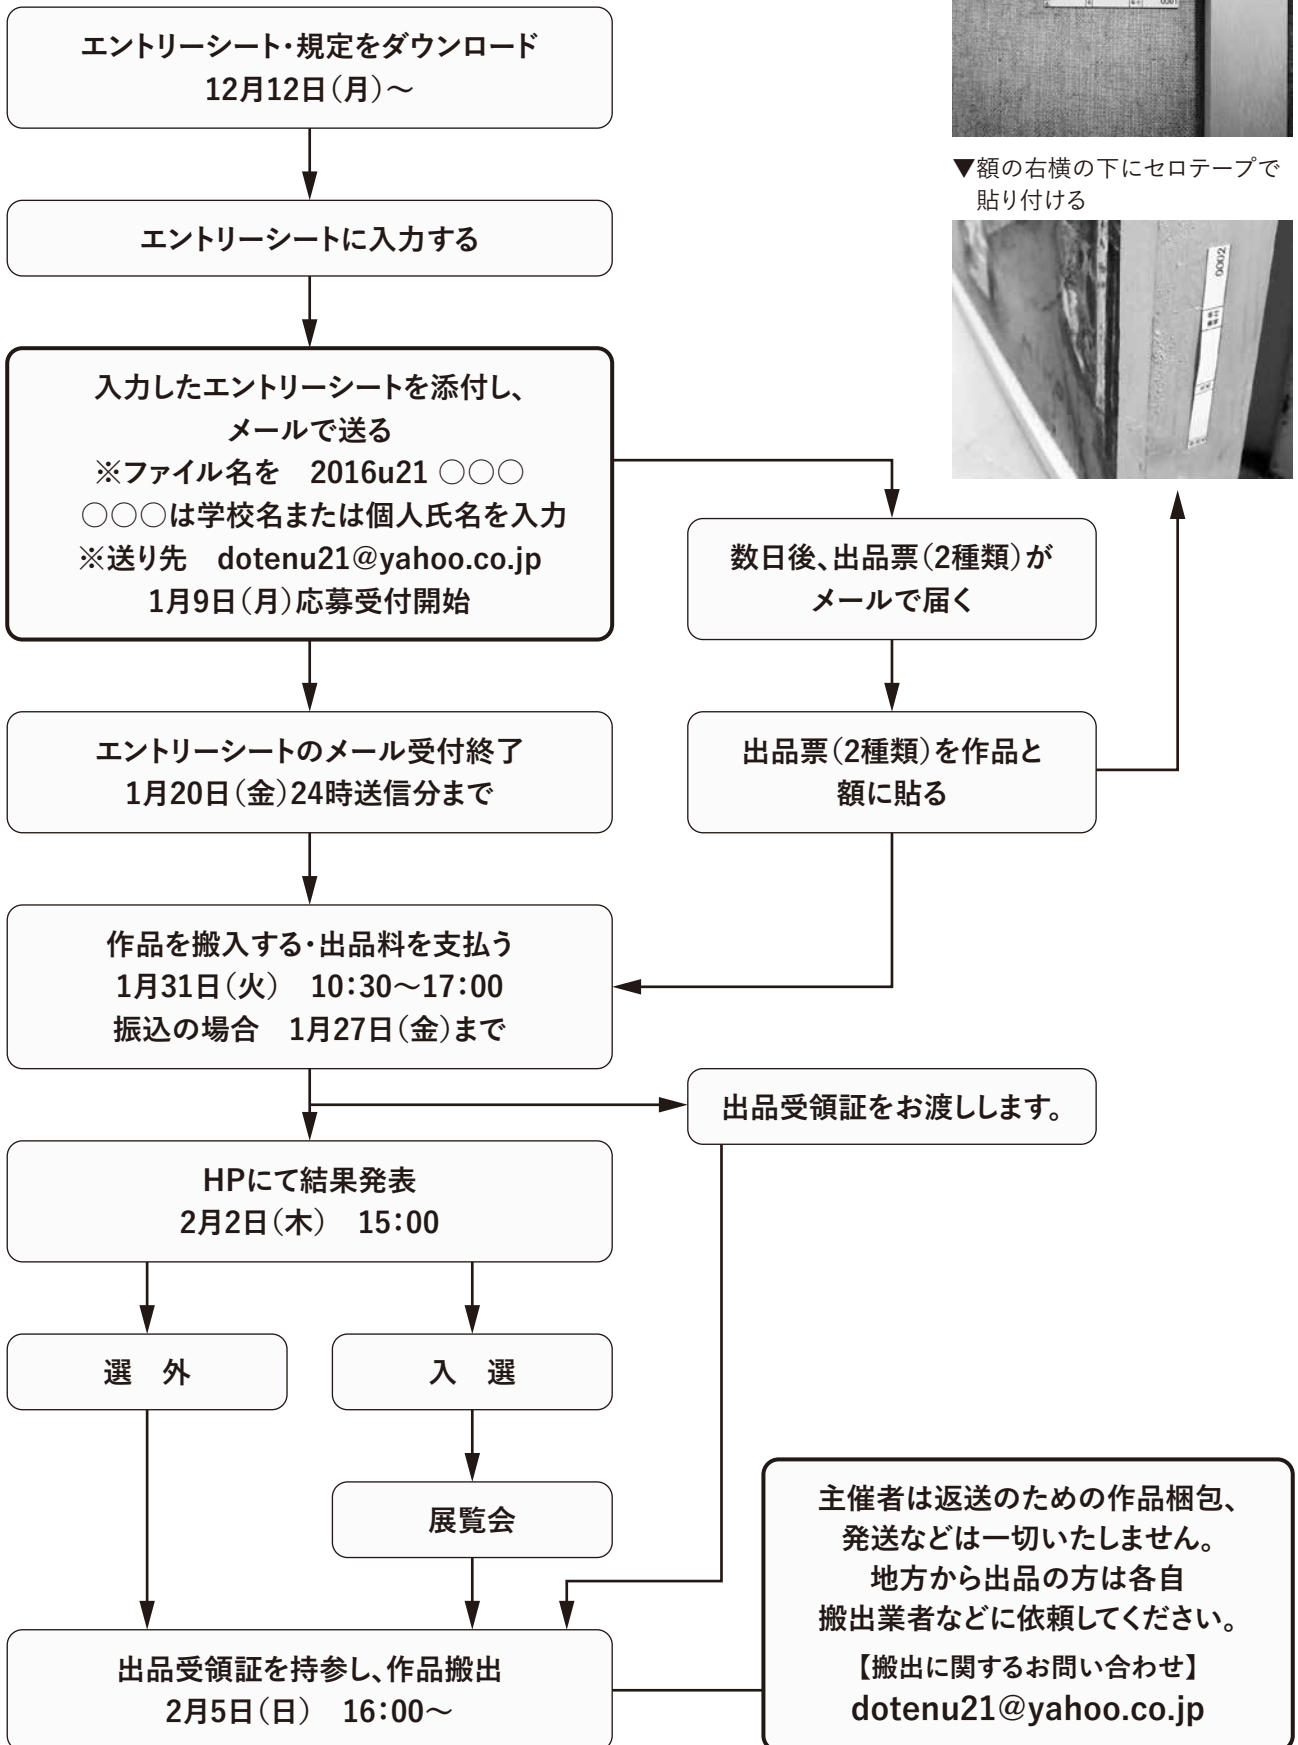 エントリーシート・規定をダウンロード
12月12日（月）～
エントリーシートに入力する
入力したエントリーシートを添付し、
メールで送る
※ファイル名を　2016u21 ○○○
○○○は学校名または個人氏名を入力
※送り先　dotenu21@yahoo.co.jp
1月9日（月）応募受付開始
0001
▼額の右横の下にセロテープで
貼り付ける
0002
数日後、出品票（2種類）が
メールで届く
出品票（2種類）を作品と
額に貼る
エントリーシートのメール受付終了
1月20日（金）24時送信分まで
作品を搬入する・出品料を支払う
1月31日（火）　10：30～17：00
振込の場合　1月27日（金）まで
出品受領証をお渡しします。
HPにて結果発表
2月2日（木）　15：00
選　外
入　選
展覧会
出品受領証を持参し、作品搬出
2月5日（日）　16：00～
主催者は返送のための作品梱包、
発送などは一切いたしません。
地方から出品の方は各自
搬出業者などに依頼してください。
【搬出に関するお問い合わせ】
dotenu21@yahoo.co.jp